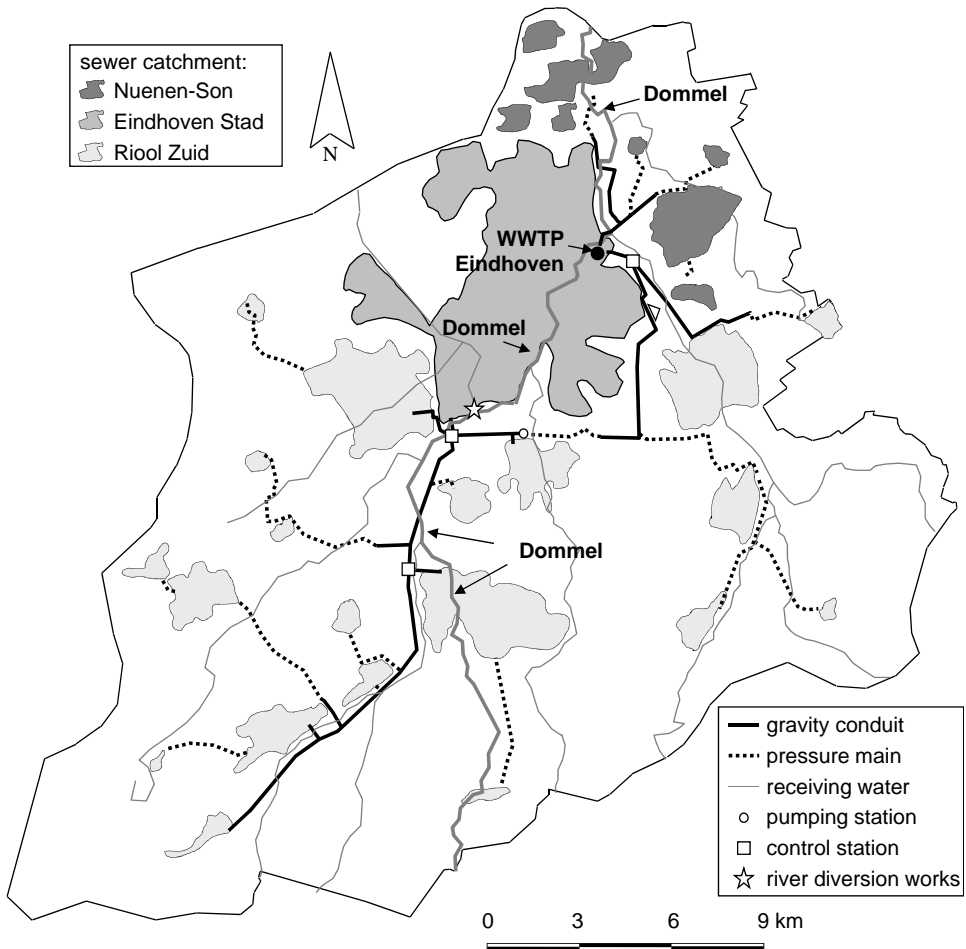 sewer catchment:
Nuenen-Son
Eindhoven Stad
Riool Zuid
N
Dommel
WWTP
Eindhoven
Dommel
Dommel
gravity conduit
pressure main
receiving water
pumping station
control station
river diversion works
0 3 6 9 km